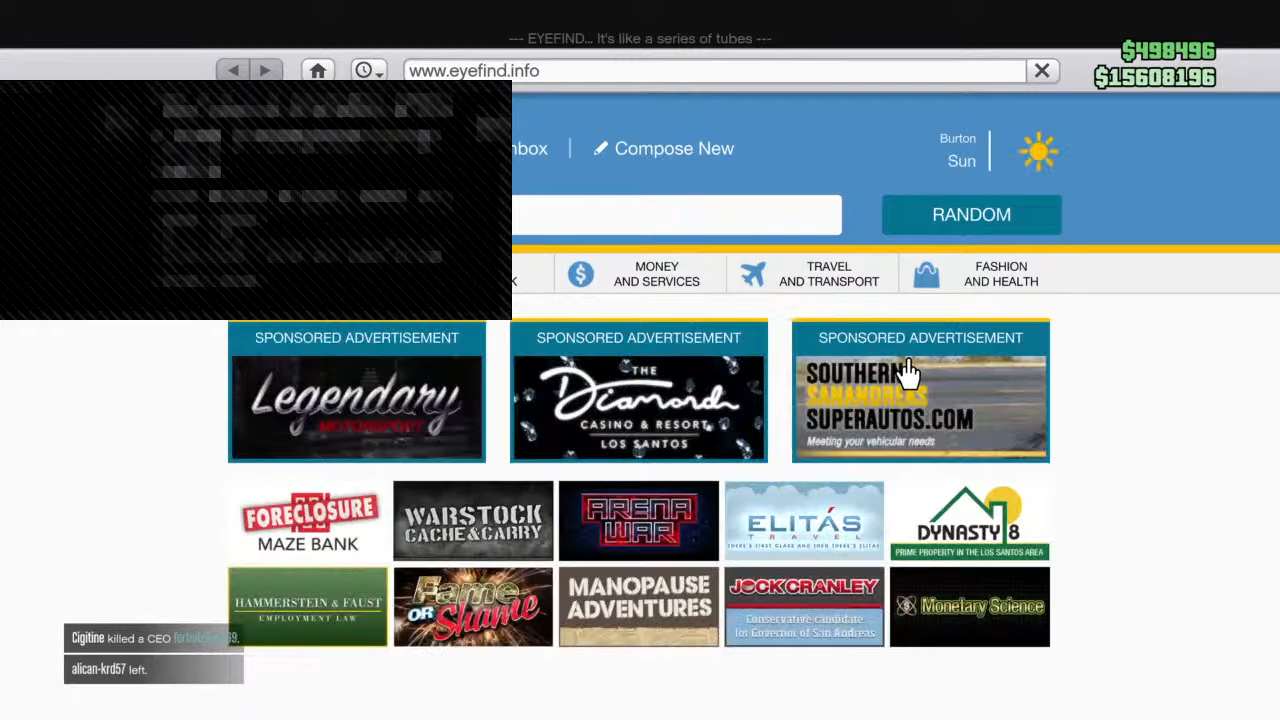 --- EYEFIND... It's like a series of tubes ---
$498496
$15608196
www.eyefind.info
Compose New
Burton
Sun
RANDOM
MONEY
AND SERVICES
TRAVEL
AND TRANSPORT
FASHION
AND HEALTH
SPONSORED ADVERTISEMENT
Legendary
MOTORSPORT
SPONSORED ADVERTISEMENT
THE
Diamond
CASINO & RESORT
LOS SANTOS
SPONSORED ADVERTISEMENT
SOUTHERN
SANANDREAS
SUPERAUTOS.COM
Meeting your vehicular needs
FORECLOSURE
MAZE BANK
WARSTOCK
CACHE & CARRY
ARENA
WAR
ELITÁS
TRAVEL
THERE'S FIRST CLASS AND THEN THERE'S ELITAS
DYNASTY 8
PRIME PROPERTY IN THE LOS SANTOS AREA
HAMMERSTEIN & FAUST
EMPLOYMENT LAW
Fame
OR Shame
MANOPAUSE
ADVENTURES
JOCK CRANLEY
Conservative candidate
for Governor of San Andreas
Monetary Science
Cigitine killed a CEO
alican-krd57 left.